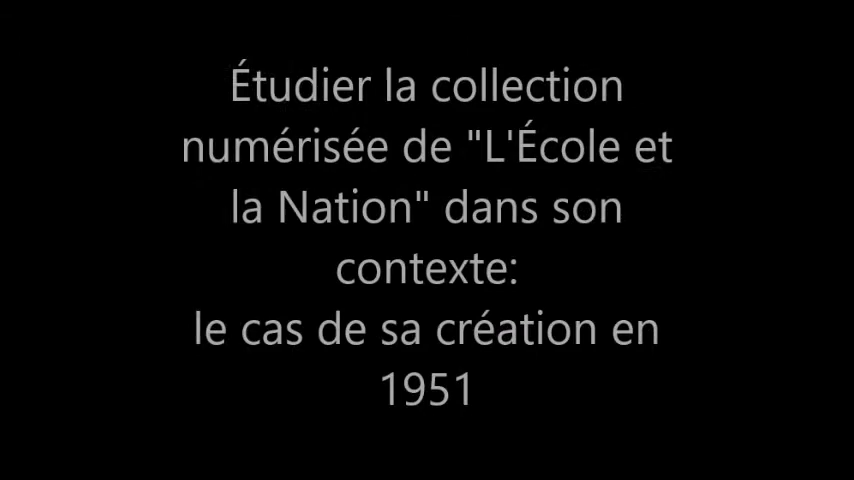 Étudier la collection
numérisée de "L'École et
la Nation" dans son
contexte:
le cas de sa création en
1951